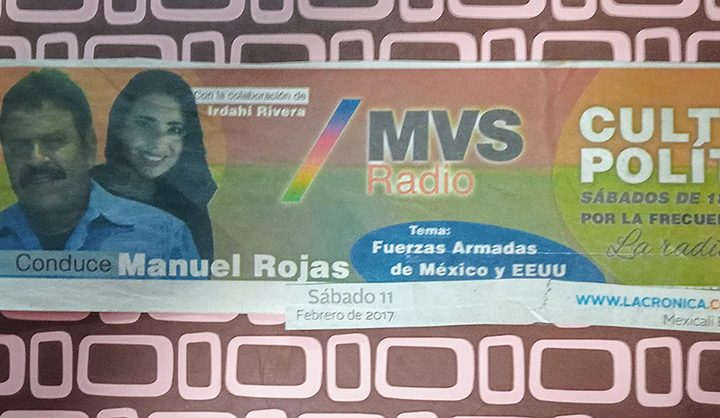 Con la colaboración de
Irdahí Rivera
MVS
Radio
Conduce Manuel Rojas
Tema:
Fuerzas Armadas
de México y EEUU
CULT
POLÍT
SÁBADOS DE 18
POR LA FRECUE
La radi
Sábado 11
Febrero de 2017
WWW.LACRONICA.C
Mexicali